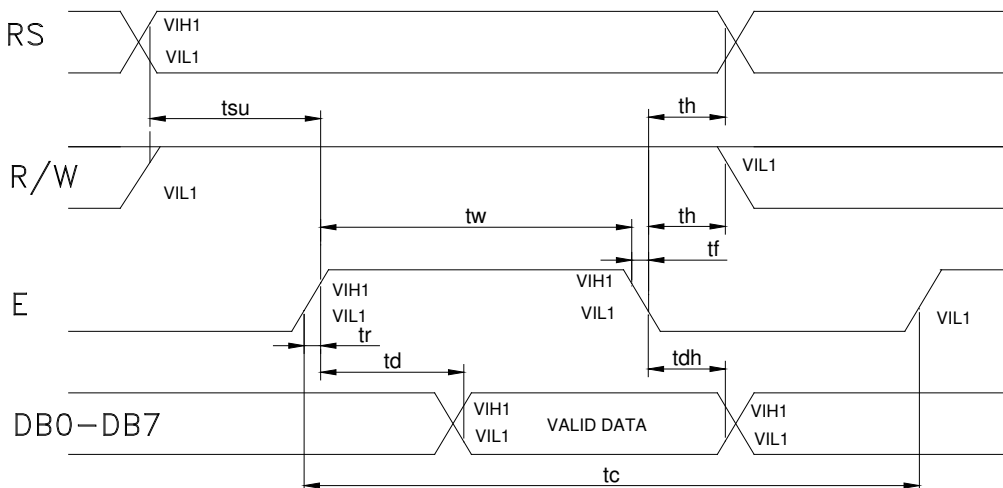 RS
VIH1
VIL1
tsu
th
R/W
VIL1
VIL1
tw
th
tf
E
VIH1
VIL1
VIH1
VIL1
VIL1
tr
td
tdh
DB0-DB7
VIH1
VIL1
VALID DATA
VIH1
VIL1
tc